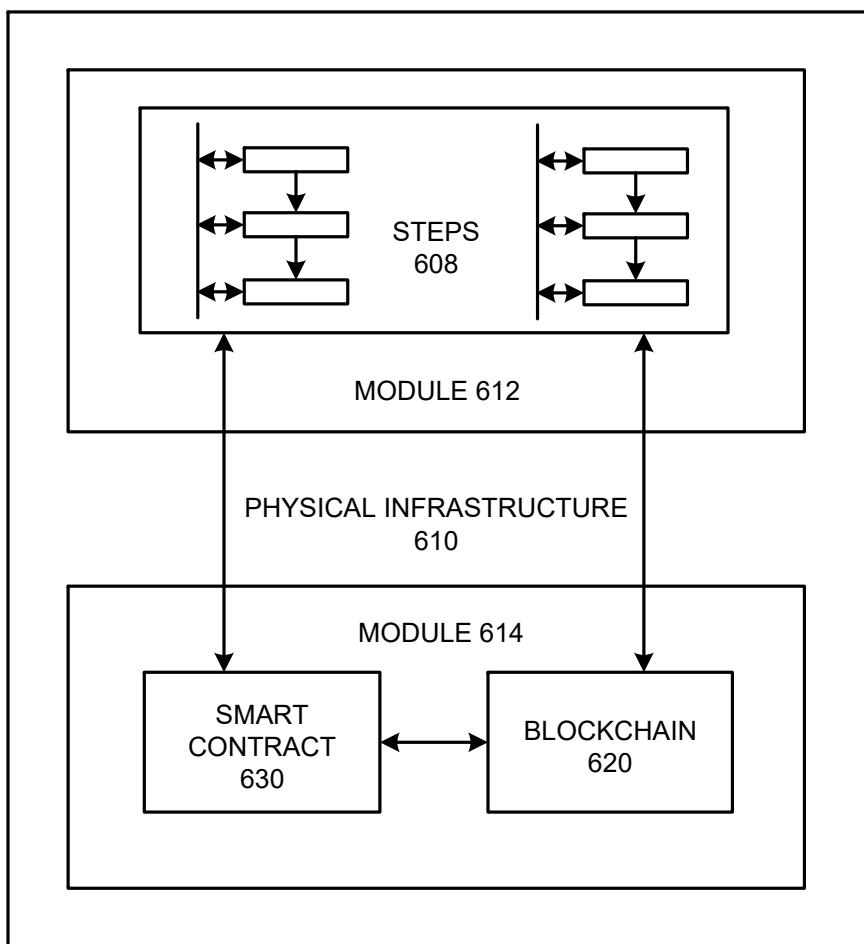 STEPS
608
MODULE 612
PHYSICAL INFRASTRUCTURE
610
MODULE 614
SMART
CONTRACT
630
BLOCKCHAIN
620